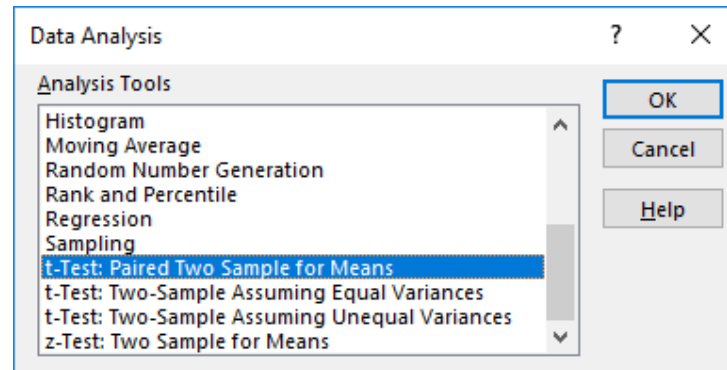 Data Analysis
?
Analysis Tools
Histogram
Moving Average
Random Number Generation
Rank and Percentile
Regression
Sampling
t-Test: Paired Two Sample for Means
t-Test: Two-Sample Assuming Equal Variances
t-Test: Two-Sample Assuming Unequal Variances
z-Test: Two Sample for Means
OK
Cancel
Help